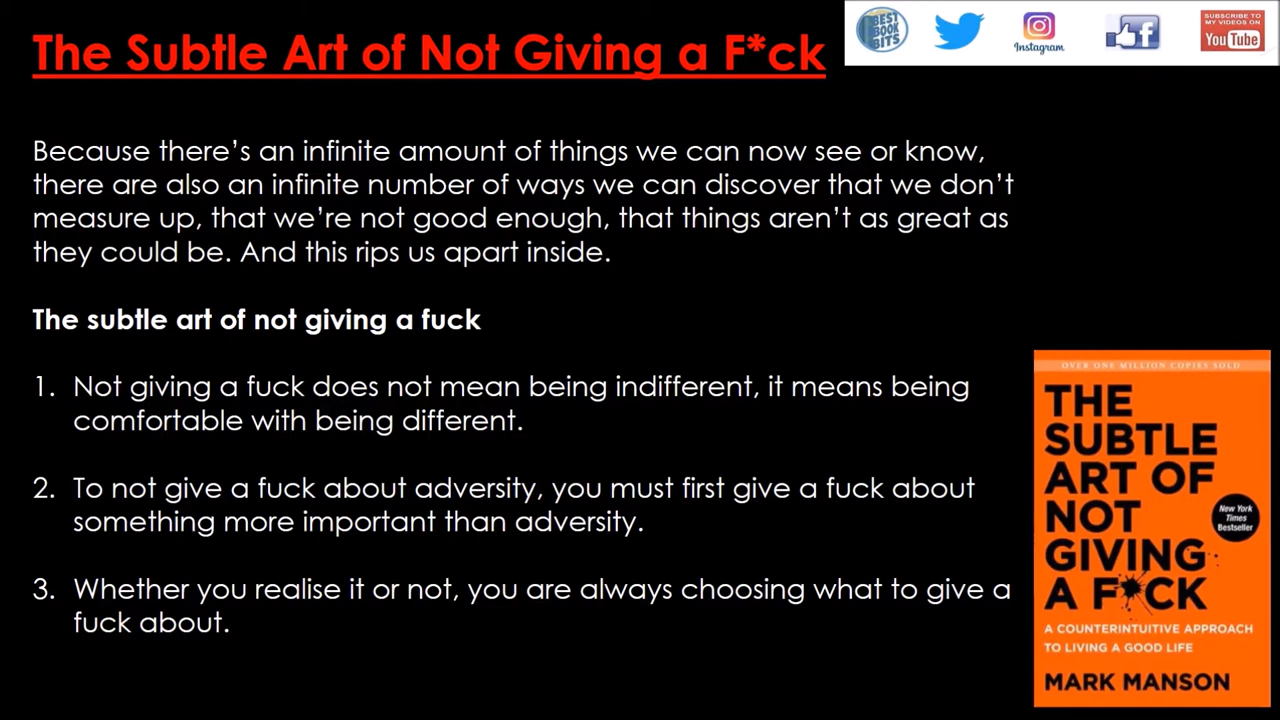 The Subtle Art of Not Giving a F*ck
BEST
BOOK
BITS
Instagram
f
SUBSCRIBE TO
MY VIDEOS ON
YouTube
Because there’s an infinite amount of things we can now see or know,
there are also an infinite number of ways we can discover that we don’t
measure up, that we’re not good enough, that things aren’t as great as
they could be. And this rips us apart inside.
The subtle art of not giving a fuck
1. Not giving a fuck does not mean being indifferent, it means being
comfortable with being different.
2. To not give a fuck about adversity, you must first give a fuck about
something more important than adversity.
3. Whether you realise it or not, you are always choosing what to give a
fuck about.
OVER ONE MILLION COPIES SOLD
THE
SUBTLE
ART OF
NOT
GIVING
A F*CK
New York
Times
Bestseller
A COUNTERINTUITIVE APPROACH
TO LIVING A GOOD LIFE
MARK MANSON